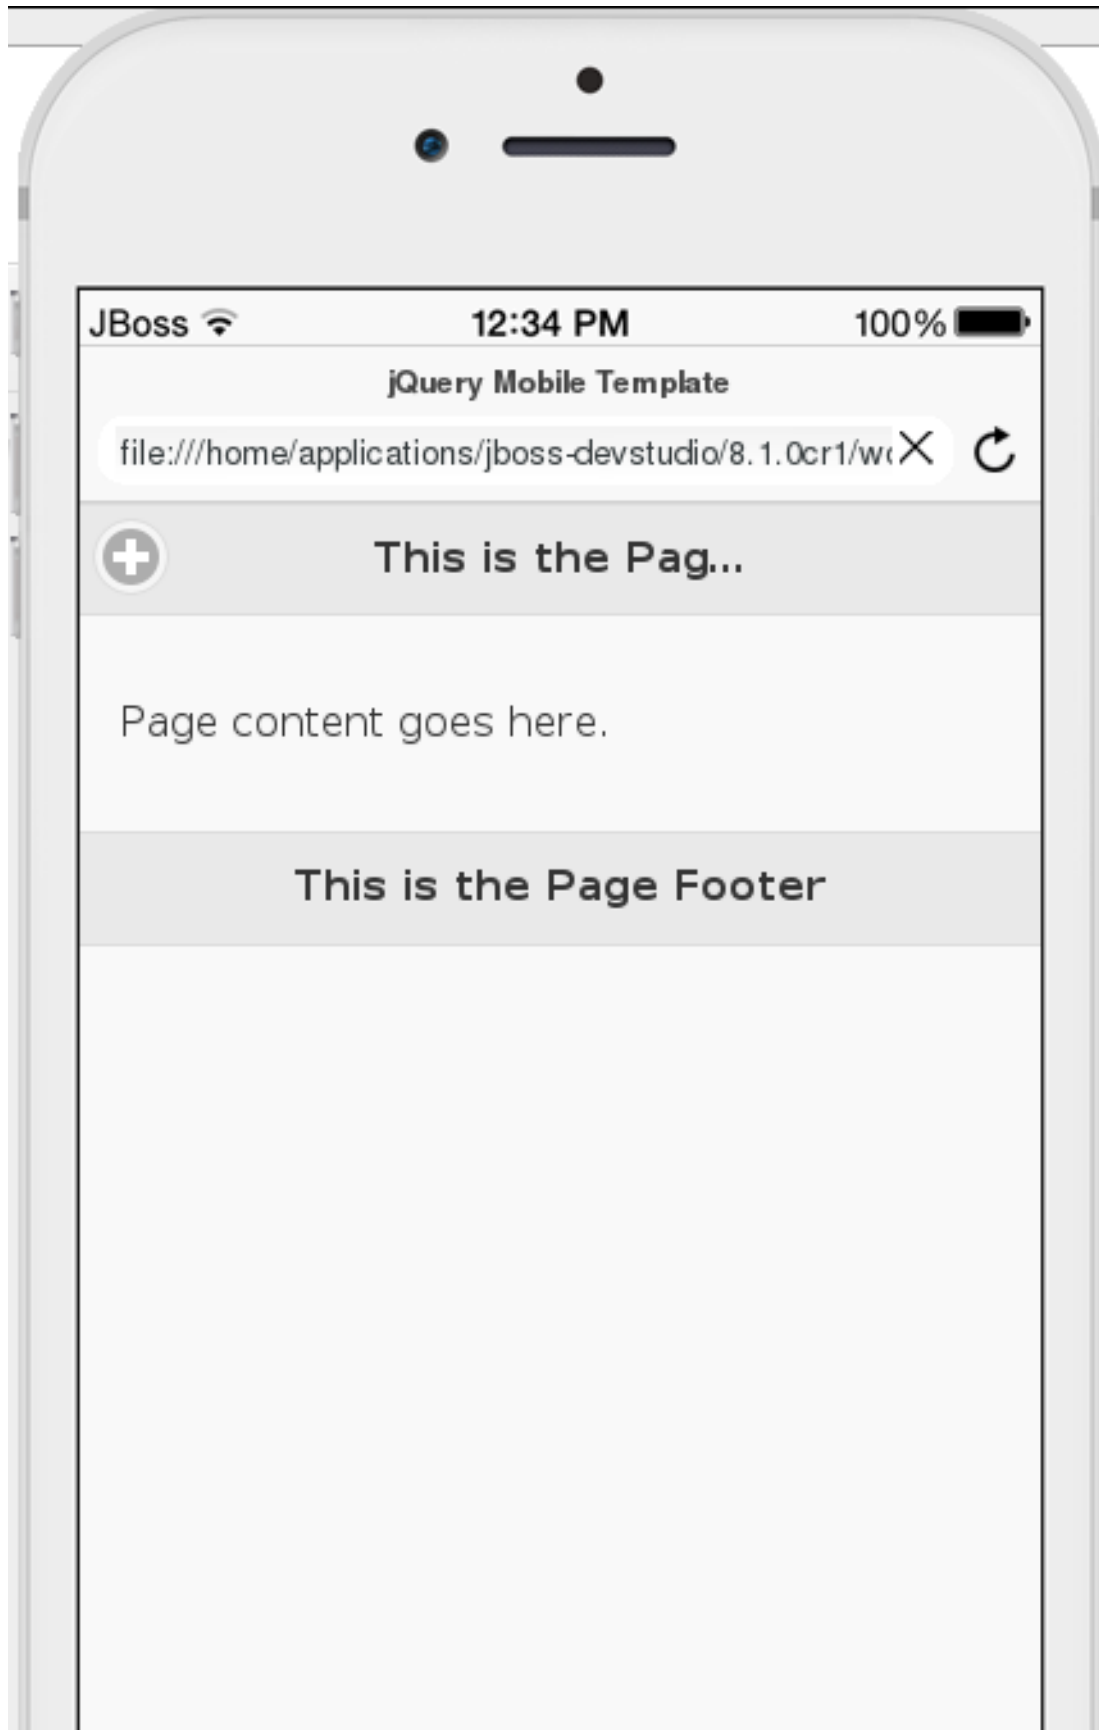 JBoss 12:34 PM 100%
jQuery Mobile Template
file:///home/applications/jboss-devstudio/8.1.0cr1/wo
This is the Pag...
Page content goes here.
This is the Page Footer